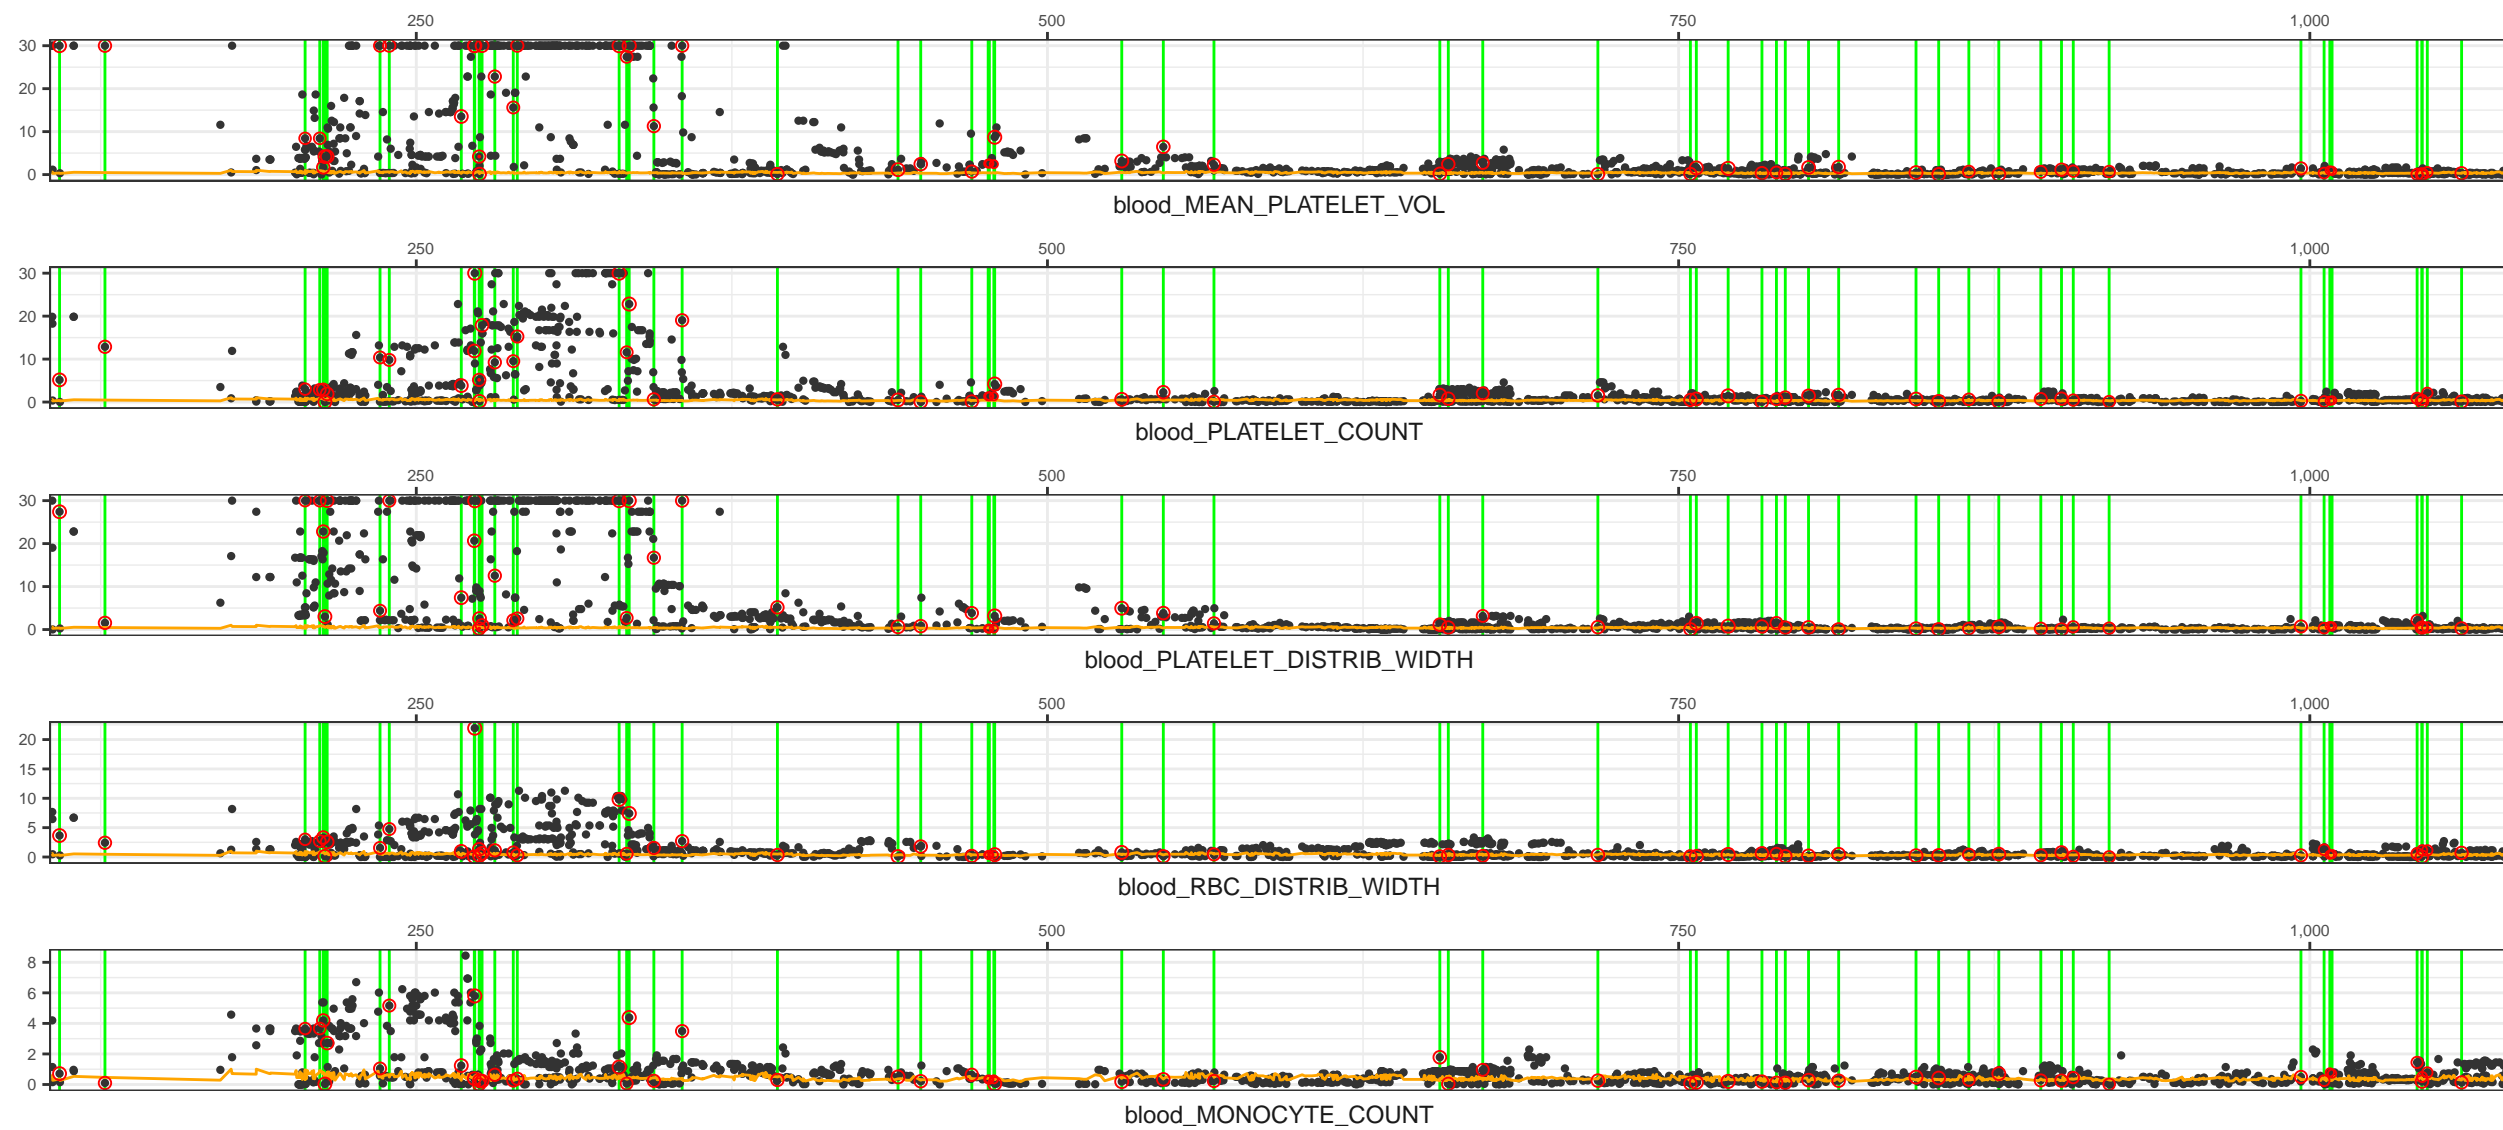 250 500 750 1,000
30
20
10
0
blood_MEAN_PLATELET_VOL
250 500 750 1,000
30
20
10
0
blood_PLATELET_COUNT
250 500 750 1,000
30
20
10
0
blood_PLATELET_DISTRIB_WIDTH
250 500 750 1,000
20
15
10
5
0
blood_RBC_DISTRIB_WIDTH
250 500 750 1,000
8
6
4
2
0
blood_MONOCYTE_COUNT